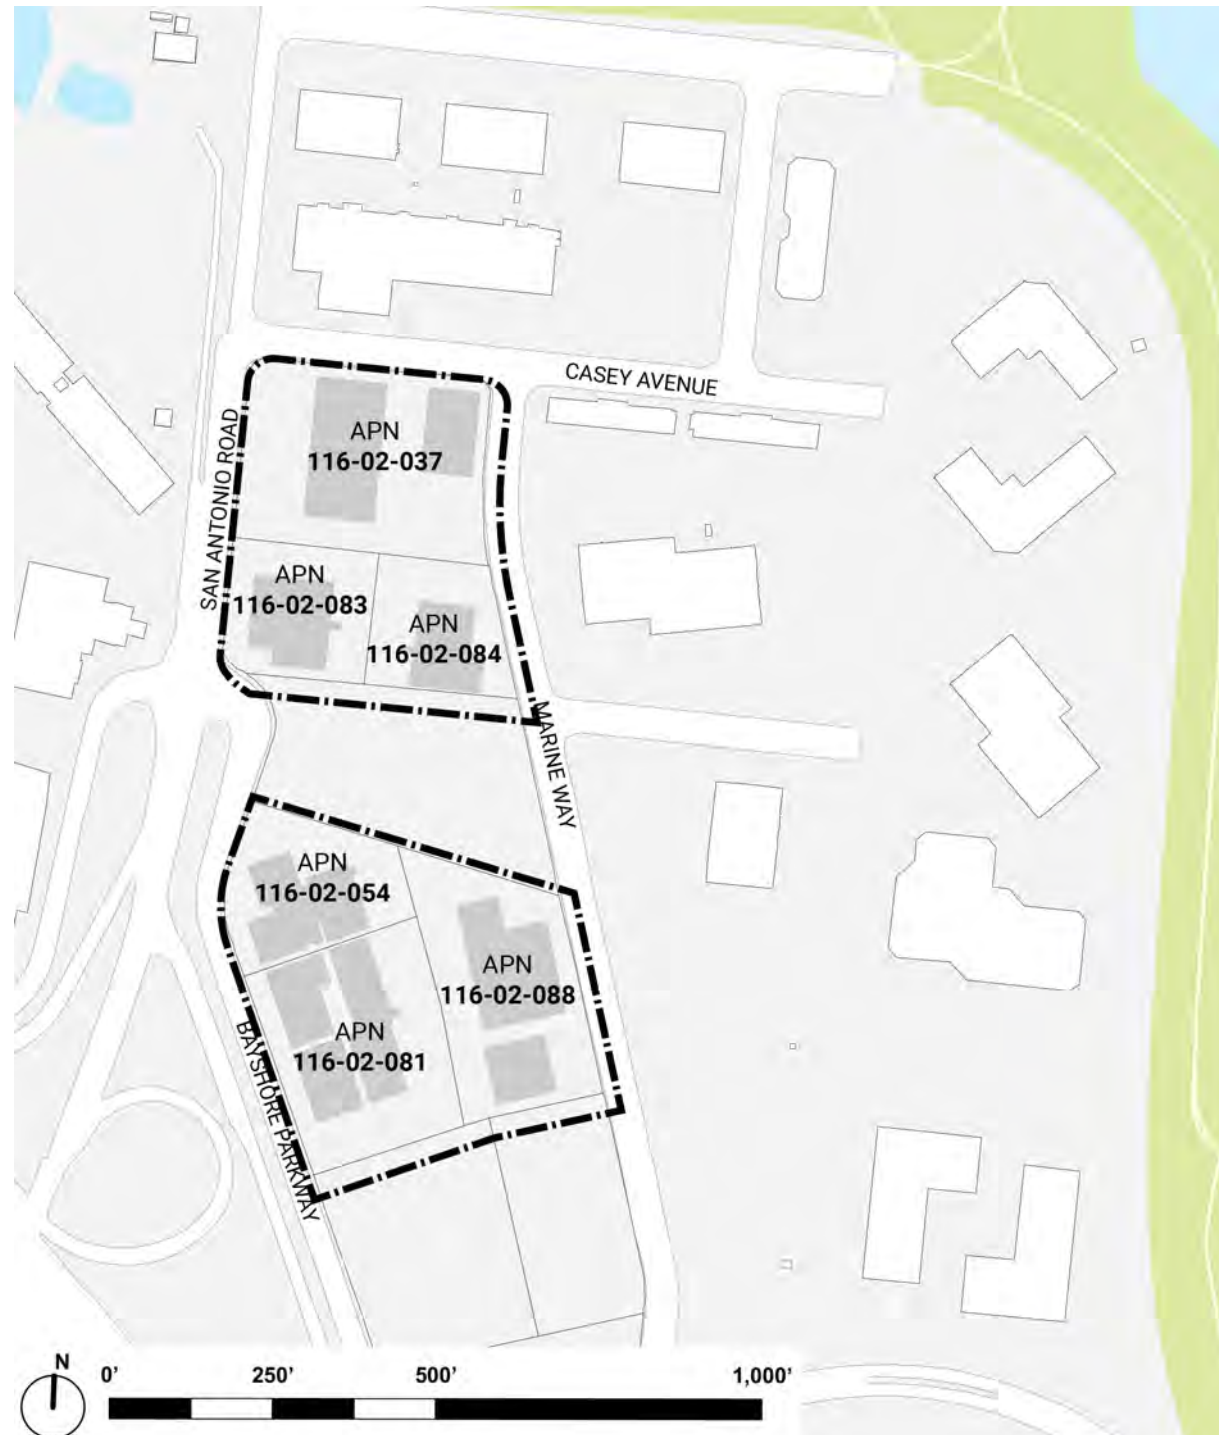 CASEY AVENUE
APN
116-02-037
SAN ANTONIO ROAD
APN
116-02-083
APN
116-02-084
MARINE WAY
APN
116-02-054
APN
116-02-088
APN
116-02-081
BAYSHORE PARKWAY
N
0’
250’
500’
1,000’